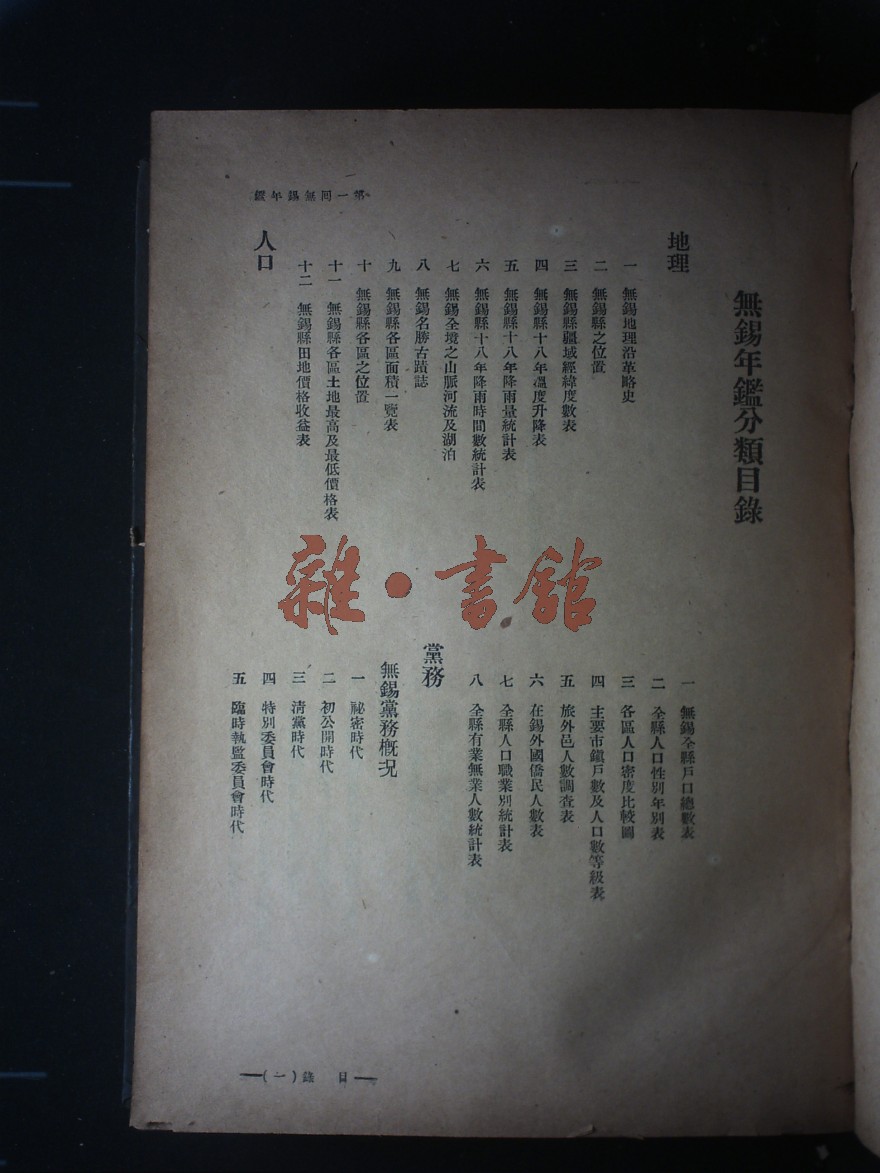 第一回無錫年鑑
無錫年鑑分類目錄
地理
一 無錫地理沿革略史
二 無錫縣之位置
三 無錫縣疆域經緯度數表
四 無錫縣十八年溫度升降表
五 無錫縣十八年降雨量統計表
六 無錫縣十八年降雨時間數統計表
七 無錫全境之山脈河流及湖泊
八 無錫名勝古蹟誌
九 無錫縣各區面積一覽表
十 無錫縣各區之位置
十一 無錫縣各區土地最高及最低價格表
十二 無錫縣田地價格收益表
人口
一 無錫全縣戶口總數表
二 全縣人口性別年別表
三 各區人口密度比較圖
四 主要市鎮戶數及人口數等級表
五 旅外邑人數調查表
六 在錫外國僑民人數表
七 全縣人口職業別統計表
八 全縣有業無業人數統計表
黨務
無錫黨務概況
一 祕密時代
二 初公開時代
三 清黨時代
四 特別委員會時代
五 臨時執監委員會時代
雜·書館
目錄（一）